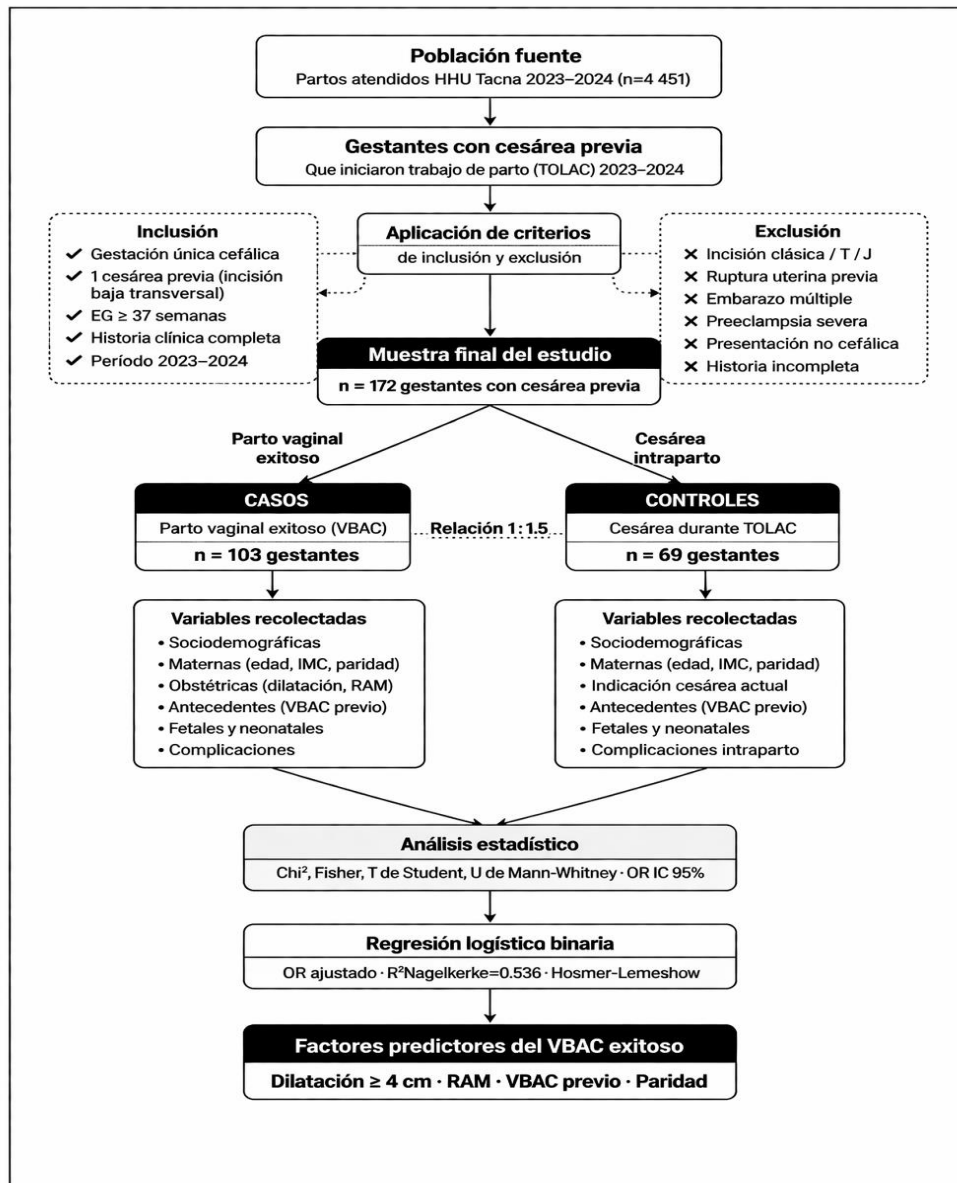 Población fuente
Partos atendidos HHU Tacna 2023–2024 (n=4 451)
Gestantes con cesárea previa
Que iniciaron trabajo de parto (TOLAC) 2023–2024
Inclusión
✓ Gestación única cefálica
✓ 1 cesárea previa (incisión
baja transversal)
✓ EG ≥ 37 semanas
✓ Historia clínica completa
✓ Período 2023–2024
Aplicación de criterios
de inclusión y exclusión
Exclusión
✕ Incisión clásica / T / J
✕ Ruptura uterina previa
✕ Embarazo múltiple
✕ Preeclampsia severa
✕ Presentación no cefálica
✕ Historia incompleta
Muestra final del estudio
n = 172 gestantes con cesárea previa
Parto vaginal
exitoso
Cesárea
intraparto
CASOS
Parto vaginal exitoso (VBAC)
n = 103 gestantes
Relación 1 : 1.5
CONTROLES
Cesárea durante TOLAC
n = 69 gestantes
Variables recolectadas
• Sociodemográficas
• Maternas (edad, IMC, paridad)
• Obstétricas (dilatación, RAM)
• Antecedentes (VBAC previo)
• Fetales y neonatales
• Complicaciones
Variables recolectadas
• Sociodemográficas
• Maternas (edad, IMC, paridad)
• Indicación cesárea actual
• Antecedentes (VBAC previo)
• Fetales y neonatales
• Complicaciones intraparto
Análisis estadístico
Chi², Fisher, T de Student, U de Mann-Whitney · OR IC 95%
Regresión logístico binaria
OR ajustado · R²Nagelkerke=0.536 · Hosmer-Lemeshow
Factores predictores del VBAC exitoso
Dilatación ≥ 4 cm · RAM · VBAC previo · Paridad